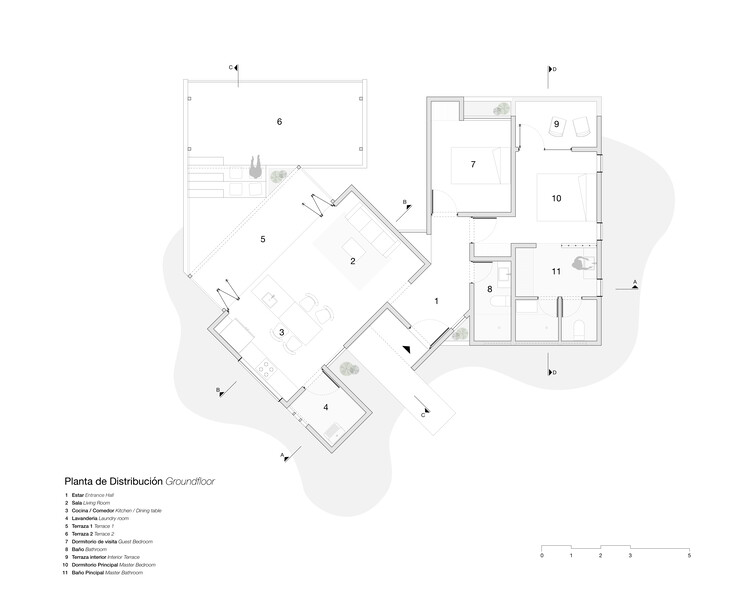 C
D
6
9
7
10
B
5
2
11
A
8
1
3
D
B
4
C
A
Planta de Distribución Groundfloor
1 Estar Entrance Hall
2 Sala Living Room
3 Cocina / Comedor Kitchen / Dining table
4 Lavandería Laundry room
5 Terraza 1 Terrace 1
6 Terraza 2 Terrace 2
7 Dormitorio de visita Guest Bedroom
8 Baño Bathroom
9 Terraza interior Interior Terrace
10 Dormitorio Principal Master Bedroom
11 Baño Pincipal Master Bathroom
0 1 2 3 5